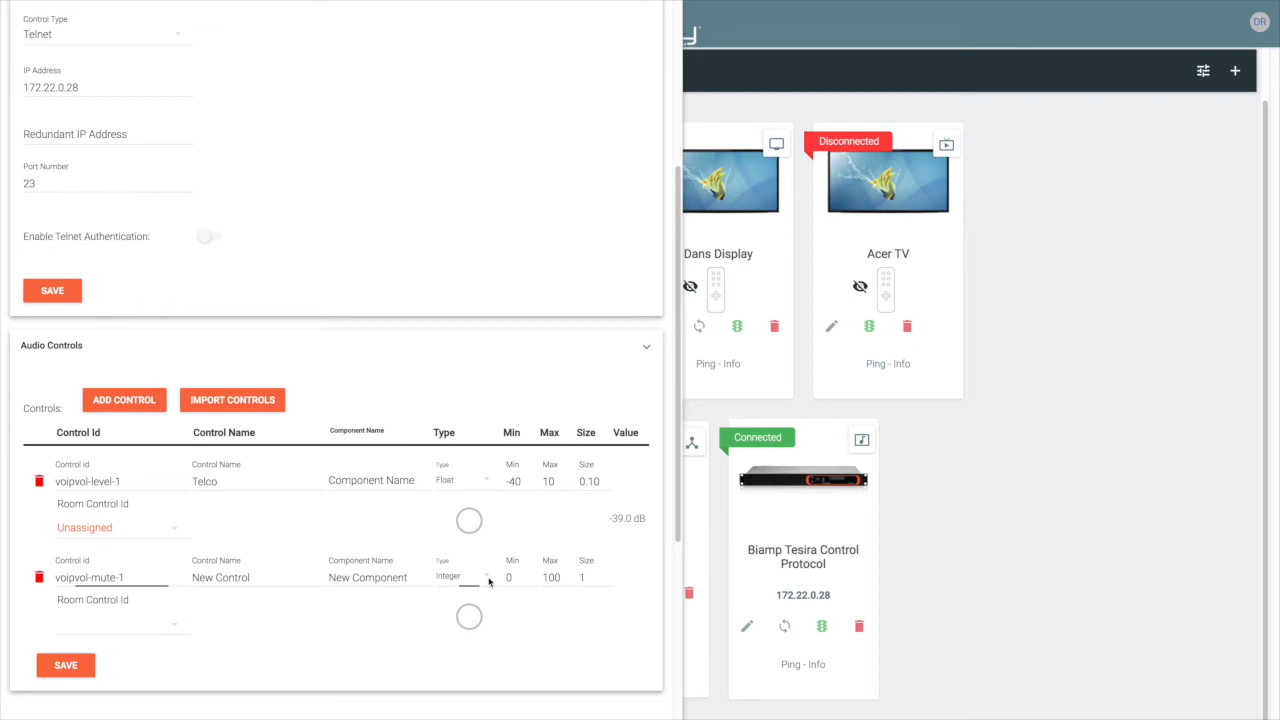 Control Type
Telnet
IP Address
172.22.0.28
Redundant IP Address
Port Number
23
Enable Telnet Authentication:
SAVE
Audio Controls
Controls:
ADD CONTROL
IMPORT CONTROLS
Control Id Control Name Component Name Type Min Max Size Value
Control Id Control Name Type Min Max Size
voipvol-level-1 Telco Component Name Float -40 10 0.10
Room Control Id
Unassigned
-39.0 dB
Control Id Control Name Component Name Type Min Max Size
voipvol-mute-1 New Control New Component Integer 0 100 1
Room Control Id
SAVE
DR
Disconnected
Dans Display
Acer TV
Ping - Info
Ping - Info
Connected
Biamp Tesira Control
Protocol
172.22.0.28
Ping - Info